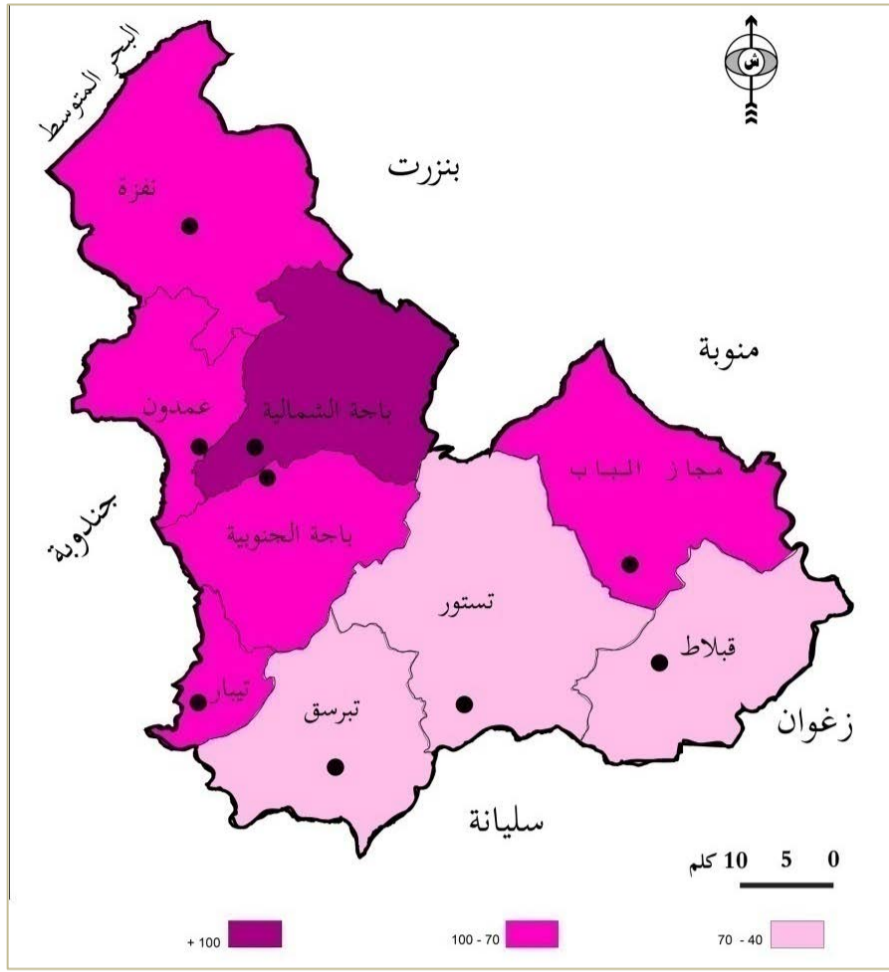 البحر المتوسط
ش
بنزرت
نفزة
منوبة
عمدون
باجة الشمالية
مجاز الباب
جندوبة
باجة الجنوبية
تستور
قبلاط
تيبار
تبرسق
زغوان
سليانة
0 5 10 كلم
40 - 70
70 - 100
100 +